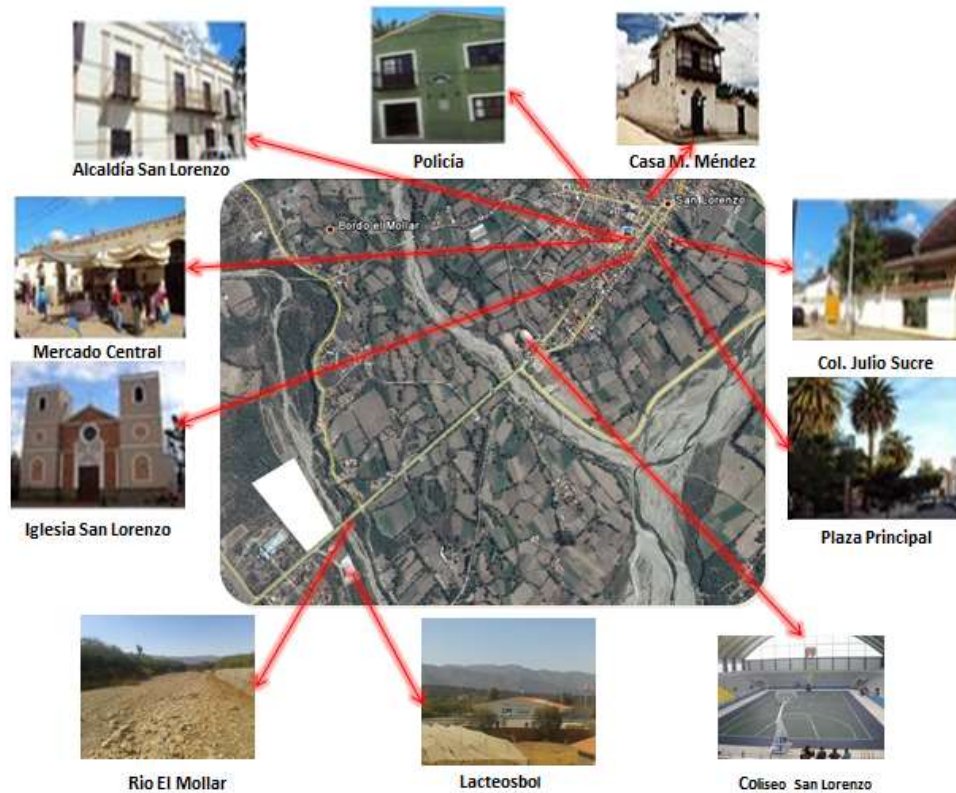 Alcaldía San Lorenzo
Policía
Casa M. Méndez
San Lorenzo
Bordo el Mollar
Mercado Central
Col. Julio Sucre
Iglesia San Lorenzo
Plaza Principal
Rio El Mollar
Lacteosbol
Coliseo San Lorenzo